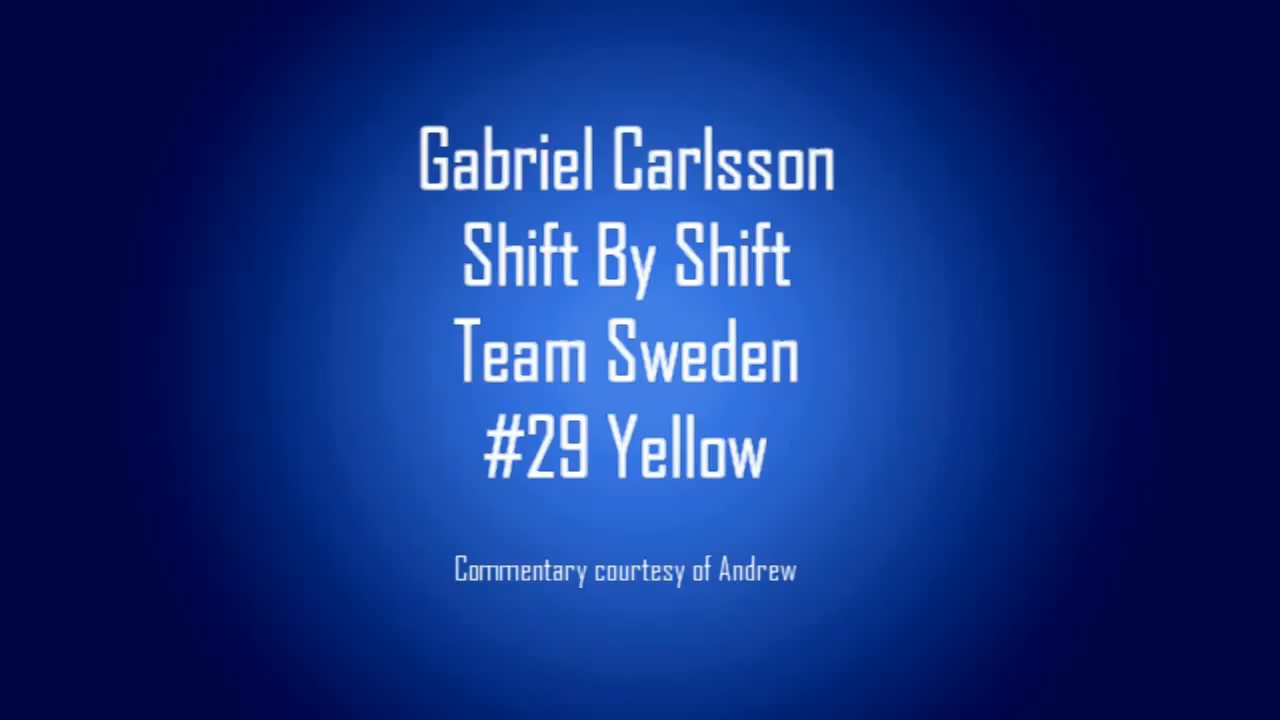 Gabriel Carlsson
Shift By Shift
Team Sweden
#29 Yellow
Commentary courtesy of Andrew